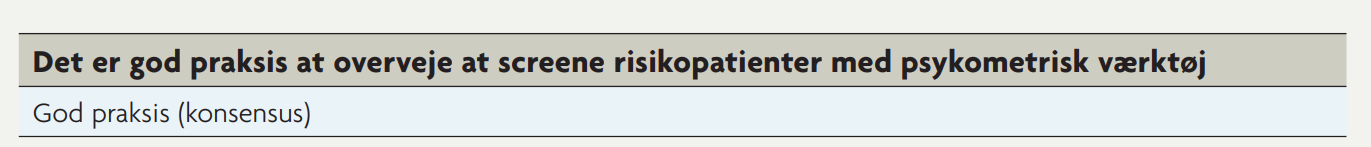 Det er god praksis at overveje at screene risikopatienter med psykometrisk værktøj
God praksis (konsensus)